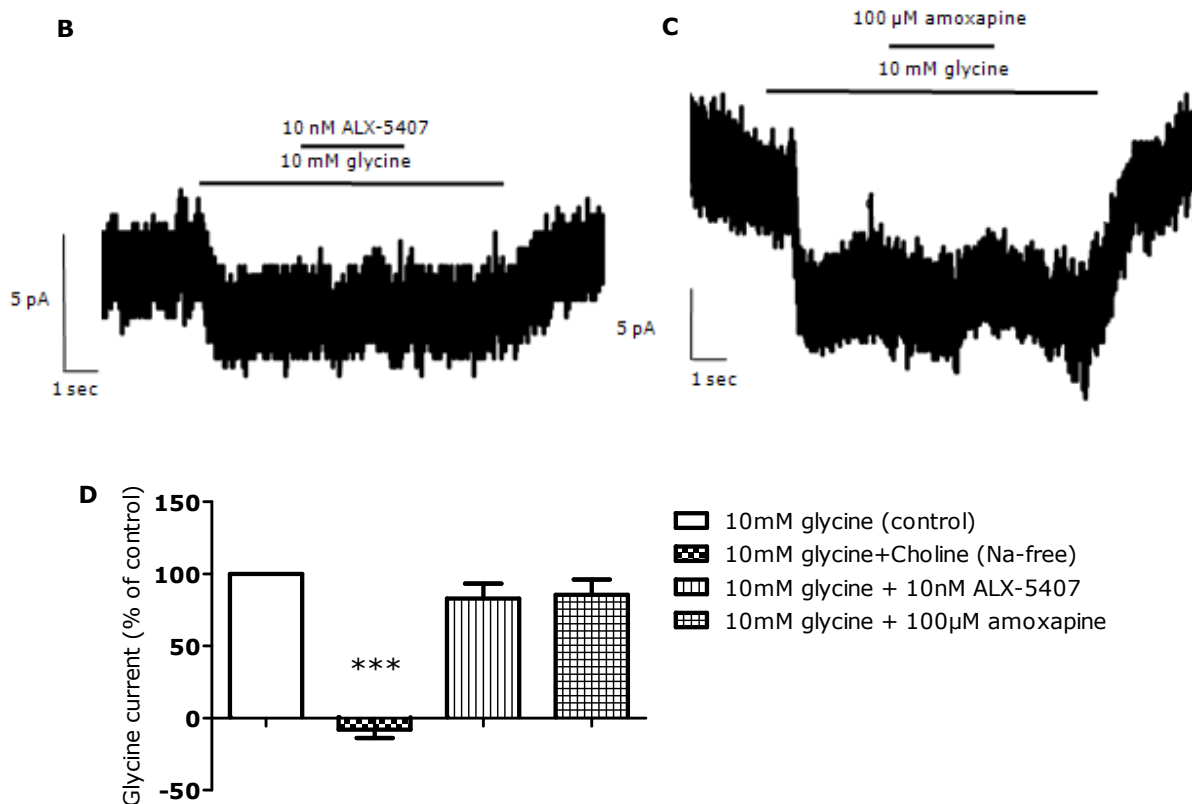 B
10 nM ALX-5407
10 mM glycine
5 pA
1 sec
C
100 µM amoxapine
10 mM glycine
5 pA
1 sec
D
Glycine current (% of control)
150
100
50
0
-50
***
10mM glycine (control)
10mM glycine+Choline (Na-free)
10mM glycine + 10nM ALX-5407
10mM glycine + 100µM amoxapine